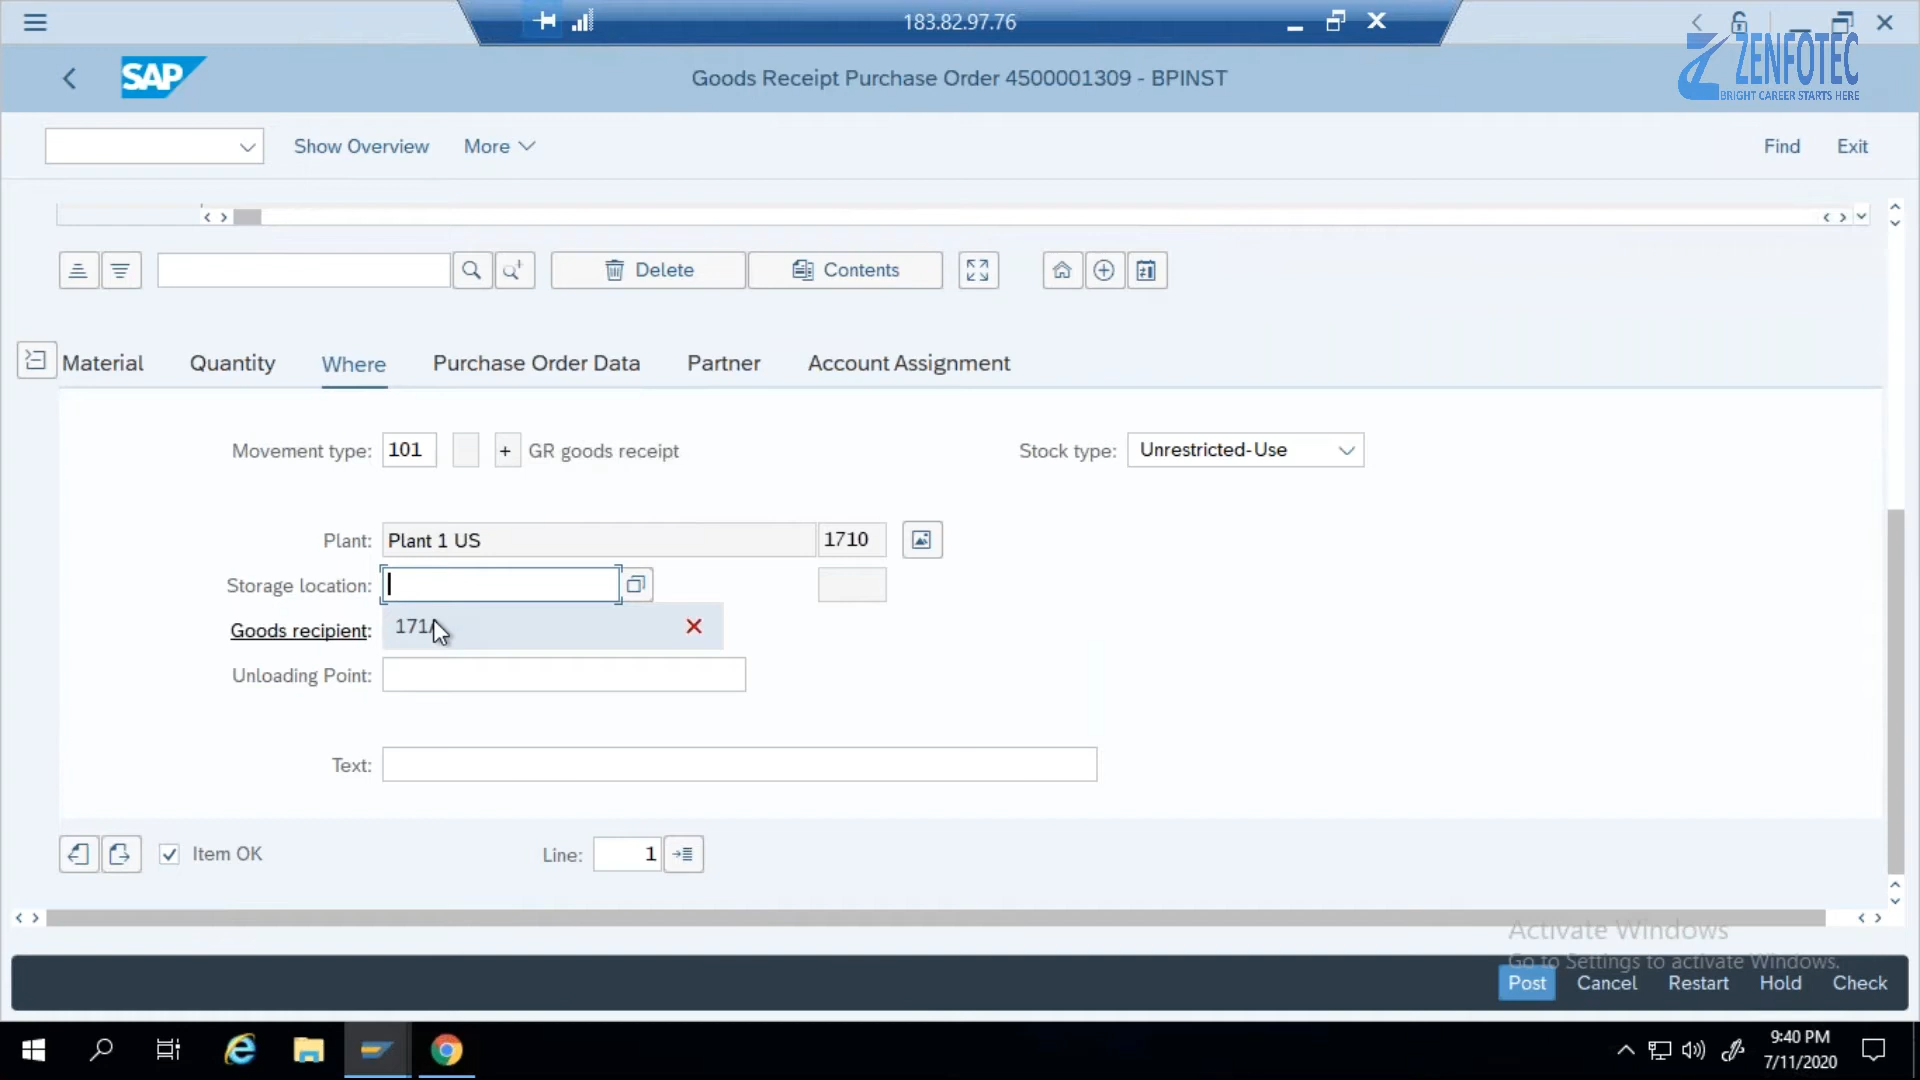 183.82.97.76
SAP
Goods Receipt Purchase Order 4500001309 - BPINST
ZENFOTEC
BRIGHT CAREER STARTS HERE
Show Overview
More
Find
Exit
Delete
Contents
Material
Quantity
Where
Purchase Order Data
Partner
Account Assignment
Movement type: 101 + GR goods receipt
Stock type: Unrestricted-Use
Plant: Plant 1 US 1710
Storage location:
Goods recipient:
Unloading Point:
Text:
Item OK
Line: 1
Activate Windows
Go to Settings to activate Windows.
Post
Cancel
Restart
Hold
Check
9:40 PM
7/11/2020